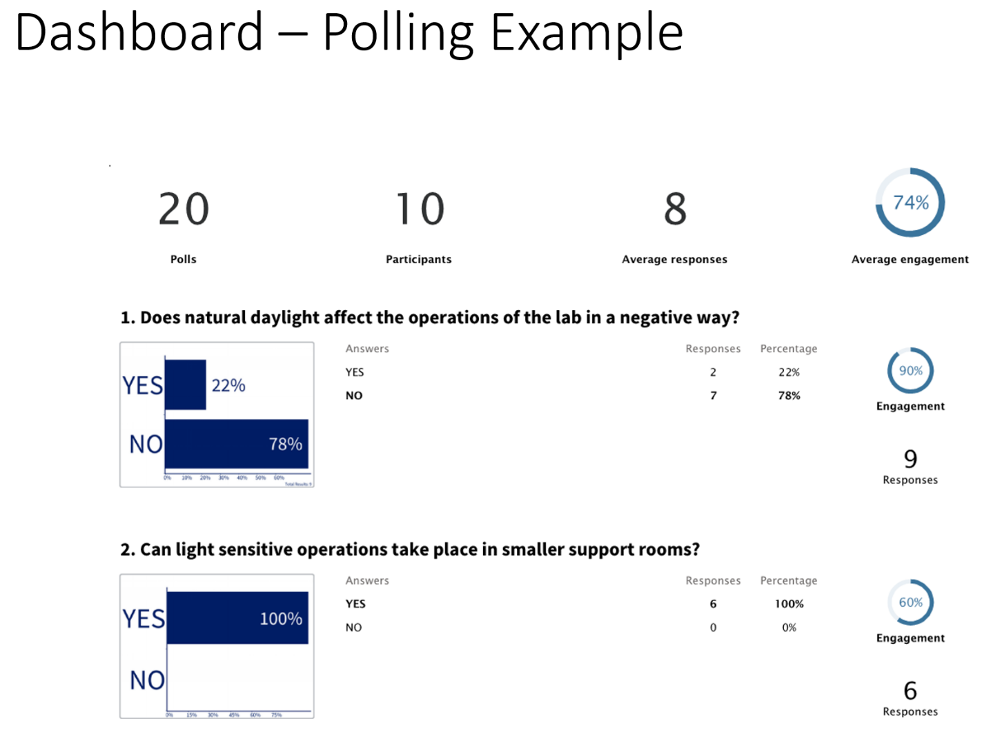 Dashboard – Polling Example
20
10
8
74%
Polls
Participants
Average responses
Average engagement
1. Does natural daylight affect the operations of the lab in a negative way?
YES
22%
NO
78%
0% 10% 20% 30% 40% 50% 60%
Total Results: 9
Answers Responses Percentage
YES 2 22%
NO 7 78%
90%
Engagement
9
Responses
2. Can light sensitive operations take place in smaller support rooms?
YES
100%
NO
0% 15% 30% 45% 60% 75%
Answers Responses Percentage
YES 6 100%
NO 0 0%
60%
Engagement
6
Responses